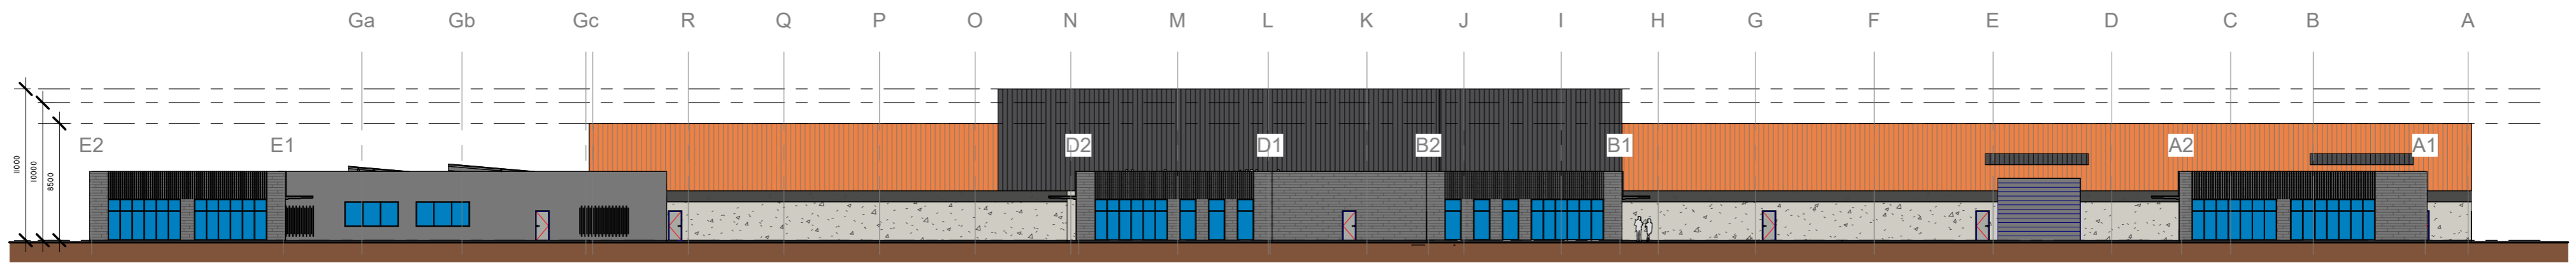 Ga Gb Gc R Q P O N M L K J I H G F E D C B A
E2 E1 D2 D1 B2 B1 A2 A1
11000
10000
8500